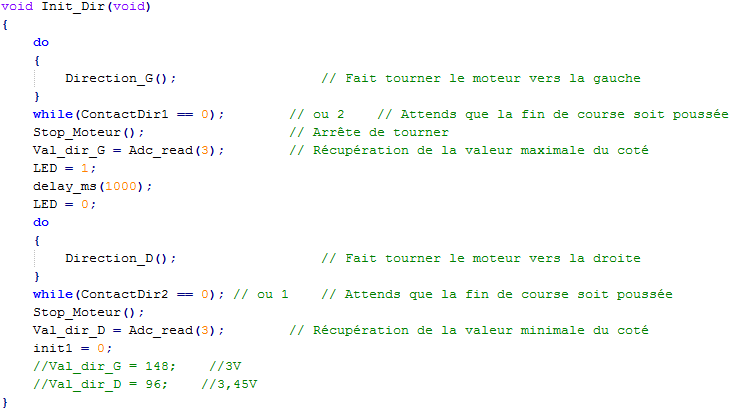 void Init_Dir(void)
{
do
{
Direction_G(); // Fait tourner le moteur vers la gauche
}
while(ContactDir1 == 0); // ou 2 // Attends que la fin de course soit poussée
Stop_Moteur(); // Arrête de tourner
Val_dir_G = Adc_read(3); // Récupération de la valeur maximale du coté
LED = 1;
delay_ms(1000);
LED = 0;
do
{
Direction_D(); // Fait tourner le moteur vers la droite
}
while(ContactDir2 == 0); // ou 1 // Attends que la fin de course soit poussée
Stop_Moteur();
Val_dir_D = Adc_read(3); // Récupération de la valeur minimale du coté
init1 = 0;
//Val_dir_G = 148; //3V
//Val_dir_D = 96; //3,45V
}